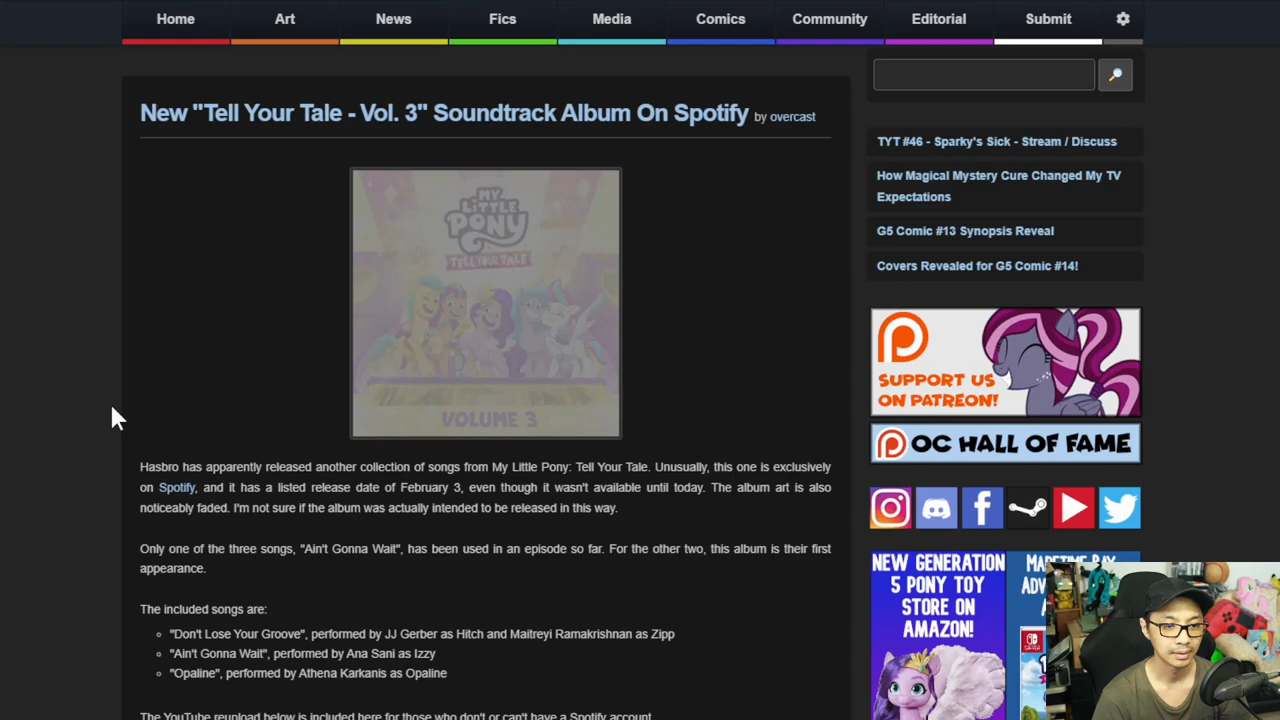 Home Art News Fics Media Comics Community Editorial Submit
New "Tell Your Tale - Vol. 3" Soundtrack Album On Spotify by overcast
MY
LITTLE
PONY
TELL YOUR TALE
VOLUME 3
Hasbro has apparently released another collection of songs from My Little Pony: Tell Your Tale. Unusually, this one is exclusively
on Spotify, and it has a listed release date of February 3, even though it wasn't available until today. The album art is also
noticeably faded. I'm not sure if the album was actually intended to be released in this way.
Only one of the three songs, "Ain't Gonna Wait", has been used in an episode so far. For the other two, this album is their first
appearance.
The included songs are:
"Don't Lose Your Groove", performed by JJ Gerber as Hitch and Maitreyi Ramakrishnan as Zipp
"Ain't Gonna Wait", performed by Ana Sani as Izzy
"Opaline", performed by Athena Karkanis as Opaline
The YouTube reupload below is included here for those who don't or can't have a Spotify account.
TYT #46 - Sparky's Sick - Stream / Discuss
How Magical Mystery Cure Changed My TV
Expectations
G5 Comic #13 Synopsis Reveal
Covers Revealed for G5 Comic #14!
SUPPORT US
ON PATREON!
OC HALL OF FAME
NEW GENERATION
5 PONY TOY
STORE ON
AMAZON!
MARETIME BAY